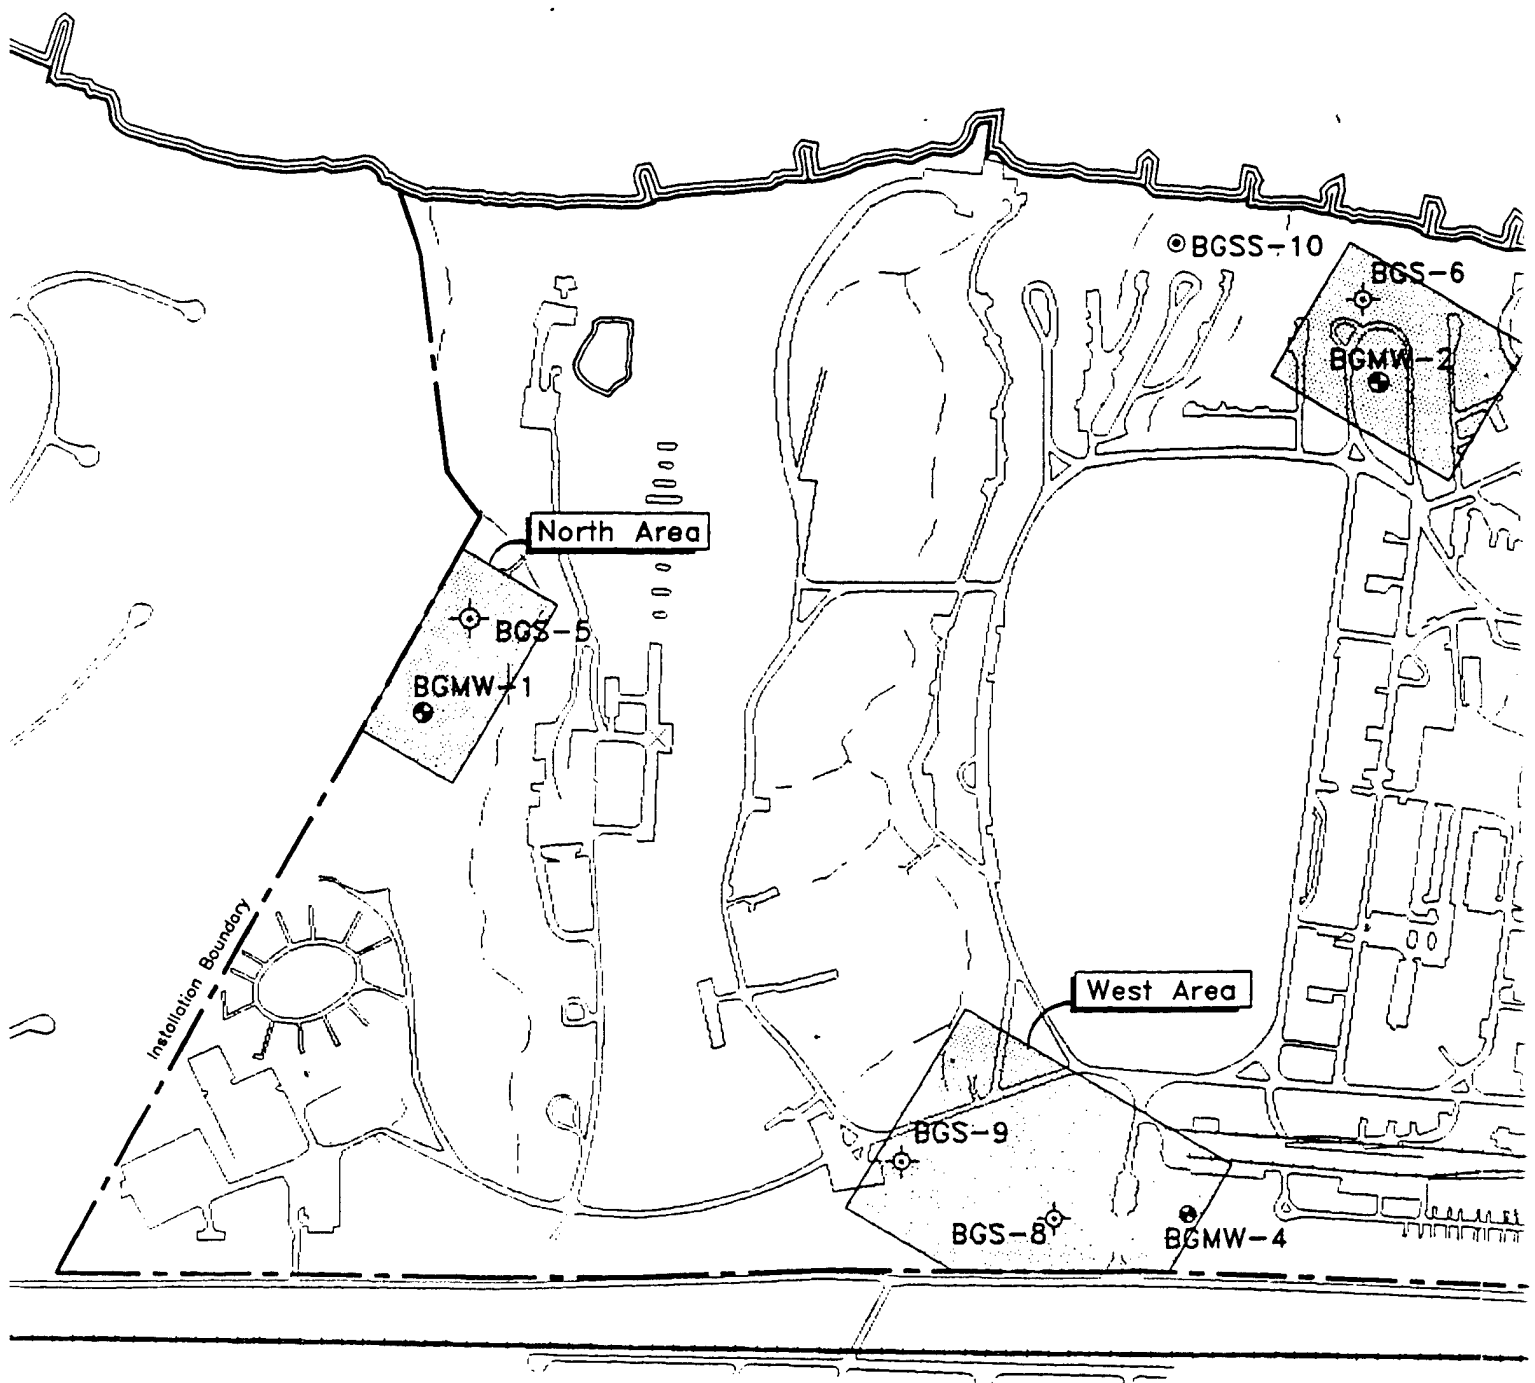 BGSS-10
BGS-6
BGMW-2
North Area
BGS-5
BGMW-1
Installation Boundary
West Area
BGS-9
BGS-8
BGMW-4